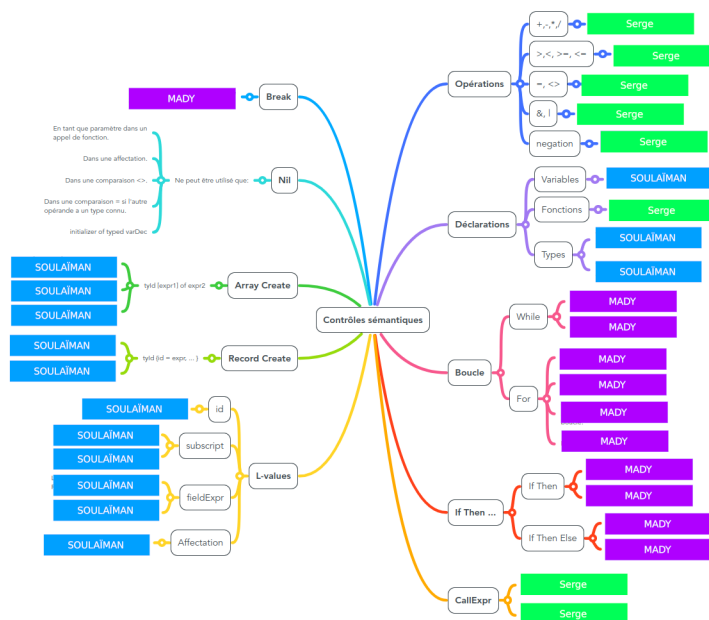 Contrôles sémantiques
Opérations
+,-,*,/
Serge
>,<, >=, <=
Serge
=, <>
Serge
&, |
Serge
negation
Serge
Déclarations
Variables
SOULAÏMAN
Fonctions
Serge
Types
SOULAÏMAN
SOULAÏMAN
Boucle
While
MADY
MADY
For
MADY
MADY
MADY
MADY
If Then ...
If Then
MADY
MADY
If Then Else
MADY
MADY
CallExpr
Serge
Serge
Break
MADY
Nil
Ne peut être utilisé que:
En tant que paramètre dans un
appel de fonction.
Dans une affectation.
Dans une comparaison <>.
Dans une comparaison = si l'autre
opérande a un type connu.
initializer of typed varDec
Array Create
tyId [expr1] of expr2
SOULAÏMAN
SOULAÏMAN
SOULAÏMAN
Record Create
tyId {id = expr, ... }
SOULAÏMAN
SOULAÏMAN
L-values
id
SOULAÏMAN
subscript
SOULAÏMAN
SOULAÏMAN
fieldExpr
SOULAÏMAN
SOULAÏMAN
Affectation
SOULAÏMAN